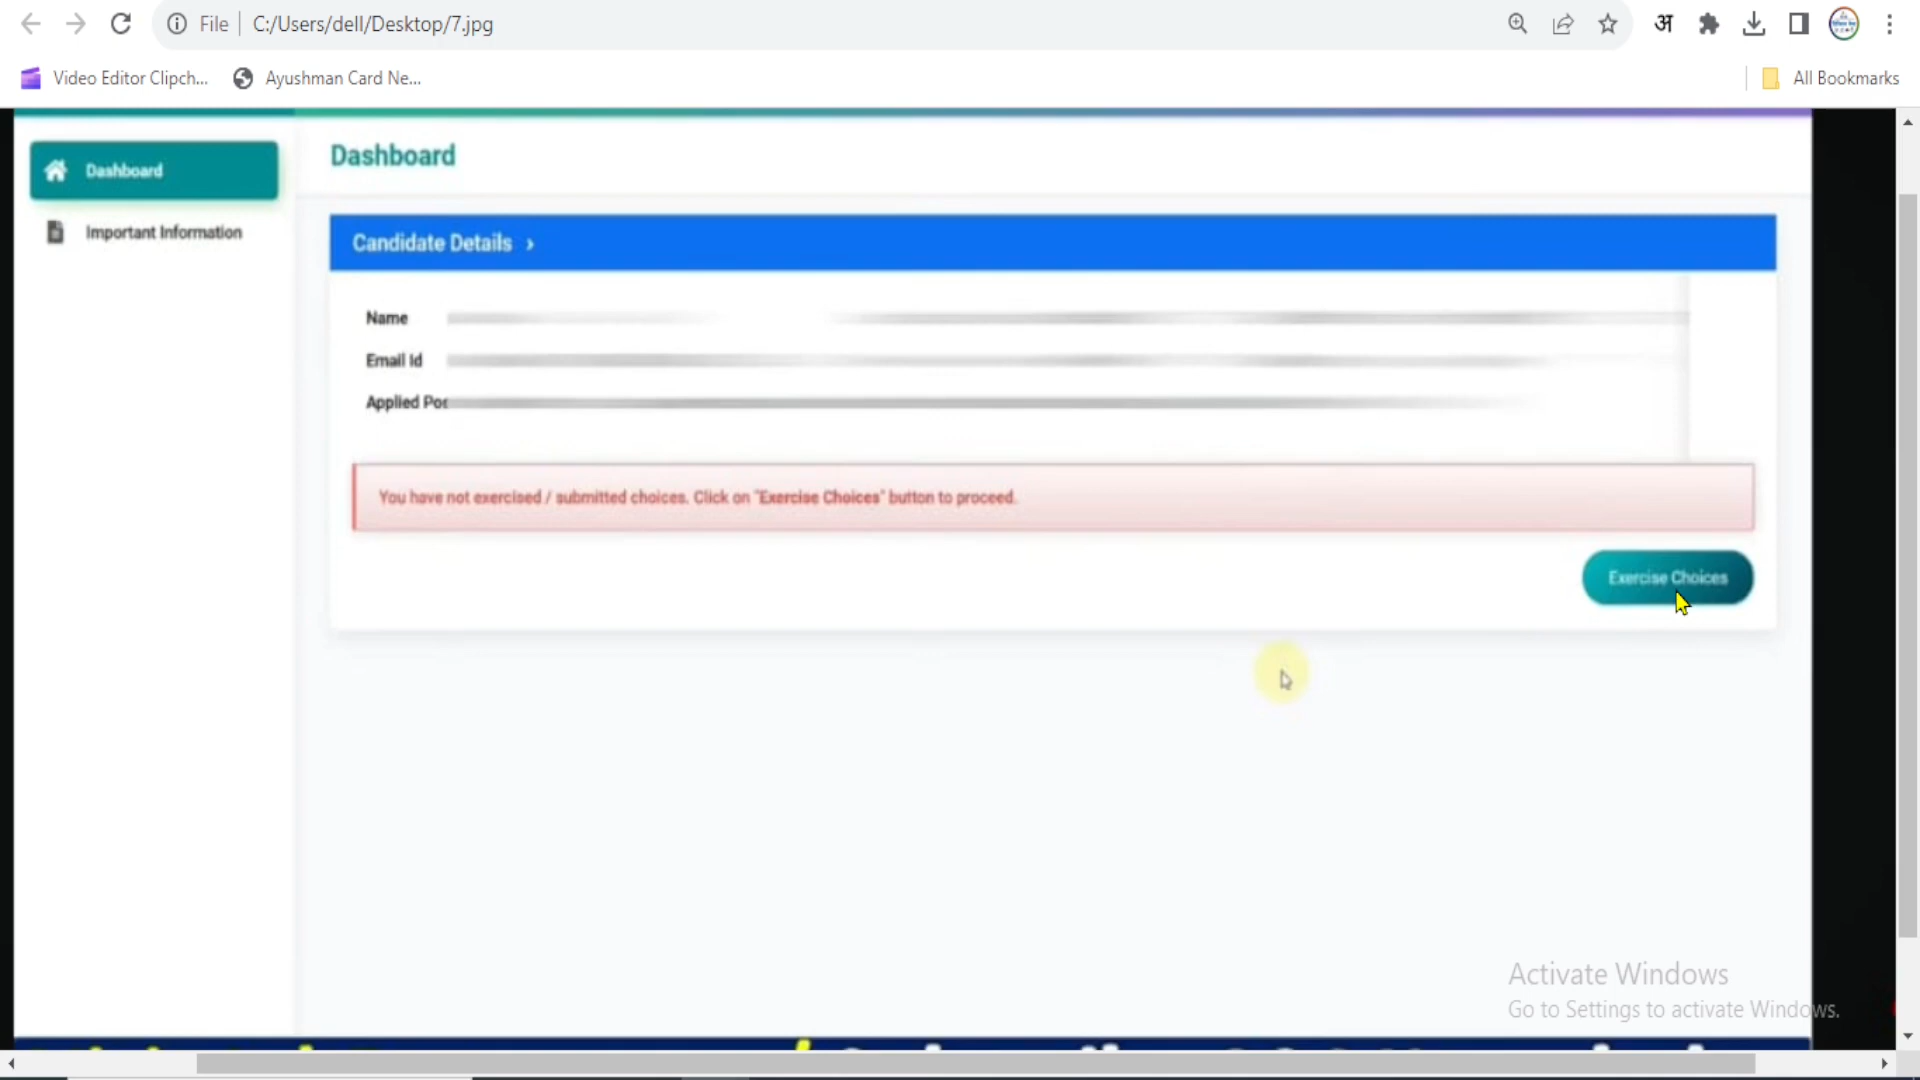 File
C:/Users/dell/Desktop/7.jpg
अ
Video Editor Clipch...
Ayushman Card Ne...
All Bookmarks
Dashboard
Dashboard
Important Information
Candidate Details
Name
Email Id
Applied Pos
You have not exercised / submitted choices. Click on "Exercise Choices" button to proceed.
Exercise Choices
Activate Windows
Go to Settings to activate Windows.